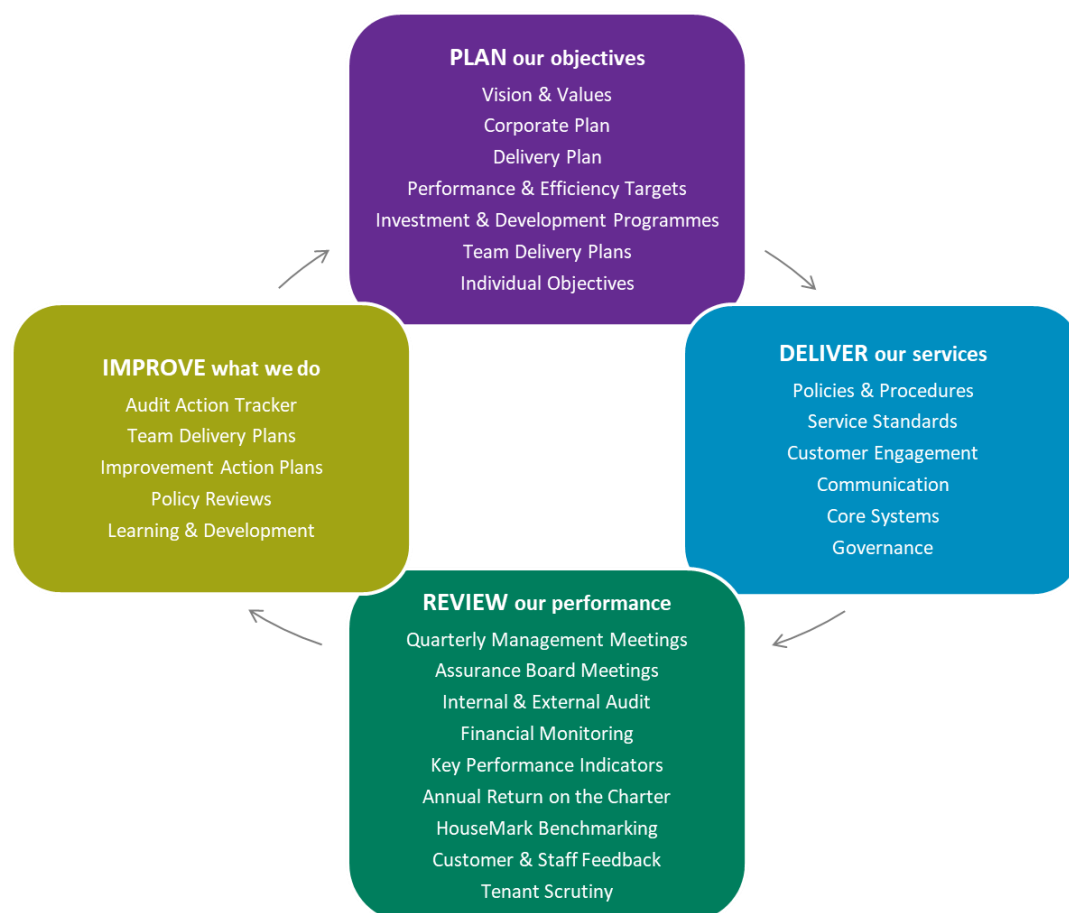 PLAN our objectives
Vision & Values
Corporate Plan
Delivery Plan
Performance & Efficiency Targets
Investment & Development Programmes
Team Delivery Plans
Individual Objectives
DELIVER our services
Policies & Procedures
Service Standards
Customer Engagement
Communication
Core Systems
Governance
REVIEW our performance
Quarterly Management Meetings
Assurance Board Meetings
Internal & External Audit
Financial Monitoring
Key Performance Indicators
Annual Return on the Charter
HouseMark Benchmarking
Customer & Staff Feedback
Tenant Scrutiny
IMPROVE what we do
Audit Action Tracker
Team Delivery Plans
Improvement Action Plans
Policy Reviews
Learning & Development